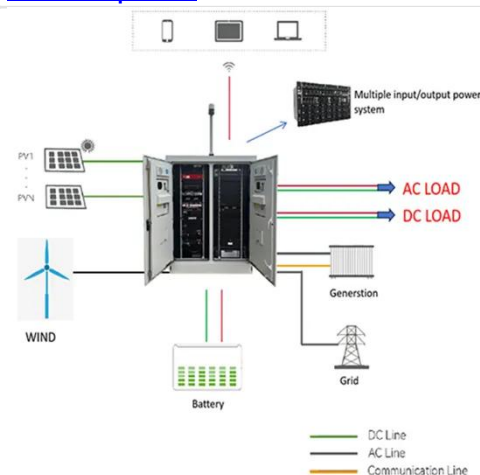 Multiple input/output power
system
PV1
PVN
AC LOAD
DC LOAD
WIND
Generstion
Grid
Battery
DC Line
AC Line
Communication Line